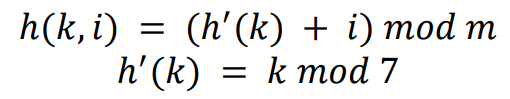 h(k, i) = (h′(k) + i) mod m
h′(k) = k mod 7